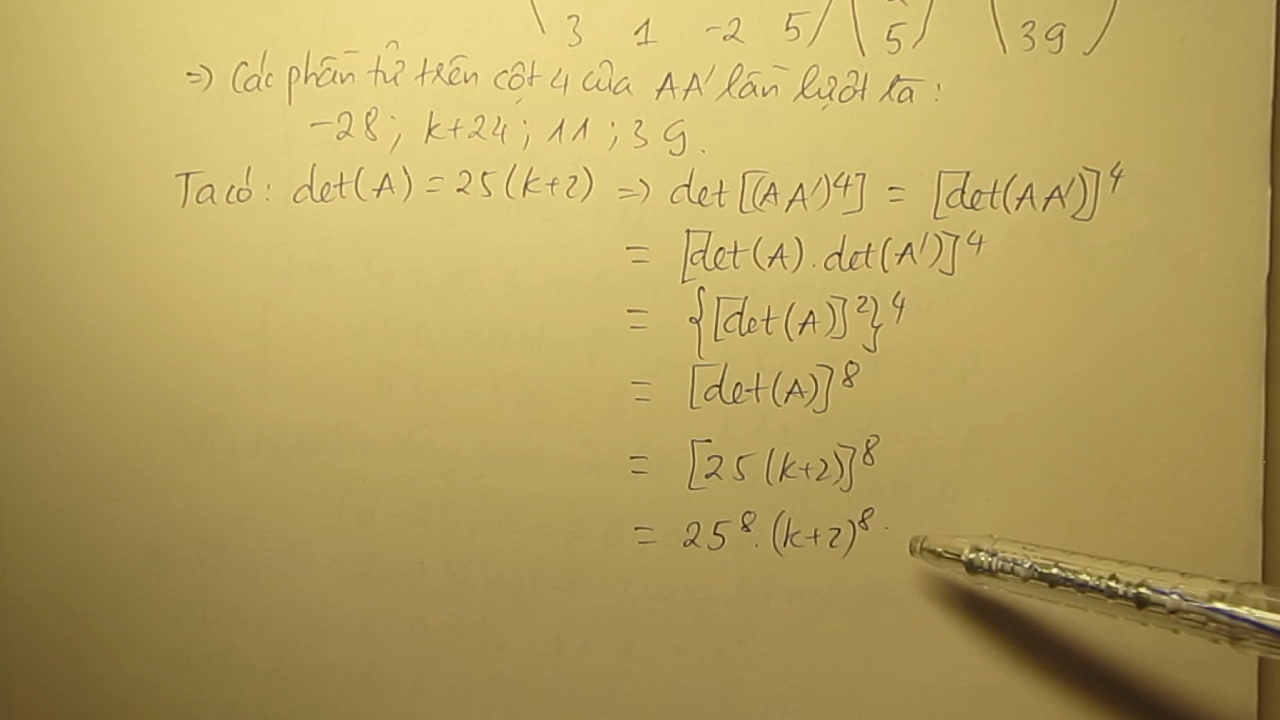 3 1 -2 5 5 39
=> Các phần tử trên cột 4 của AA' lần lượt là :
-28 ; k+24 ; 11 ; 39.
Ta có : det(A) = 25(k+2) => det[(AA')4] = [det(AA')]⁴
= [det(A).det(A')]⁴
= {[det(A)]²}⁴
= [det(A)]⁸
= [25(k+2)]⁸
= 25⁸.(k+2)⁸.